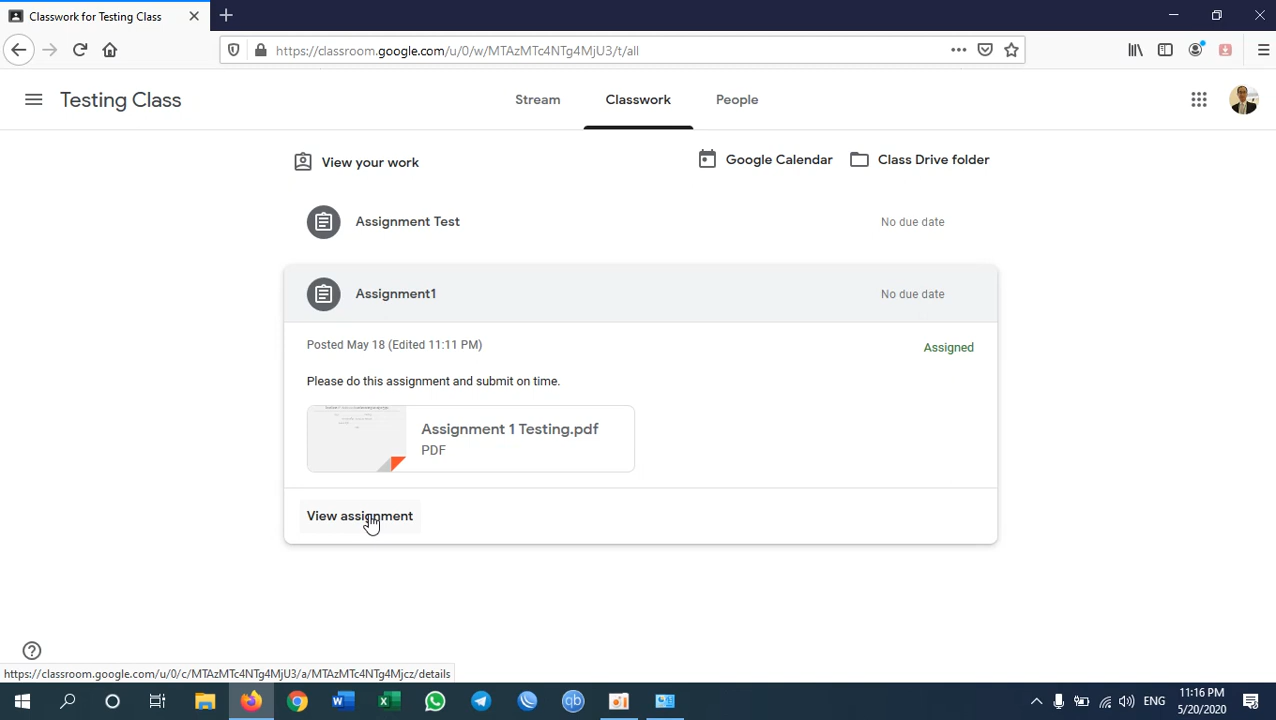 Classwork for Testing Class
https://classroom.google.com/u/0/w/MTAzMTc4NTg4MjU3/t/all
Testing Class
Stream
Classwork
People
View your work
Google Calendar
Class Drive folder
Assignment Test
No due date
Assignment1
No due date
Posted May 18 (Edited 11:11 PM)
Assigned
Please do this assignment and submit on time.
Assignment 1 Testing.pdf
PDF
View assignment
https://classroom.google.com/u/0/c/MTAzMTc4NTg4MjU3/a/MTAzMTc4NTg4Mjcz/details
ENG
11:16 PM
5/20/2020